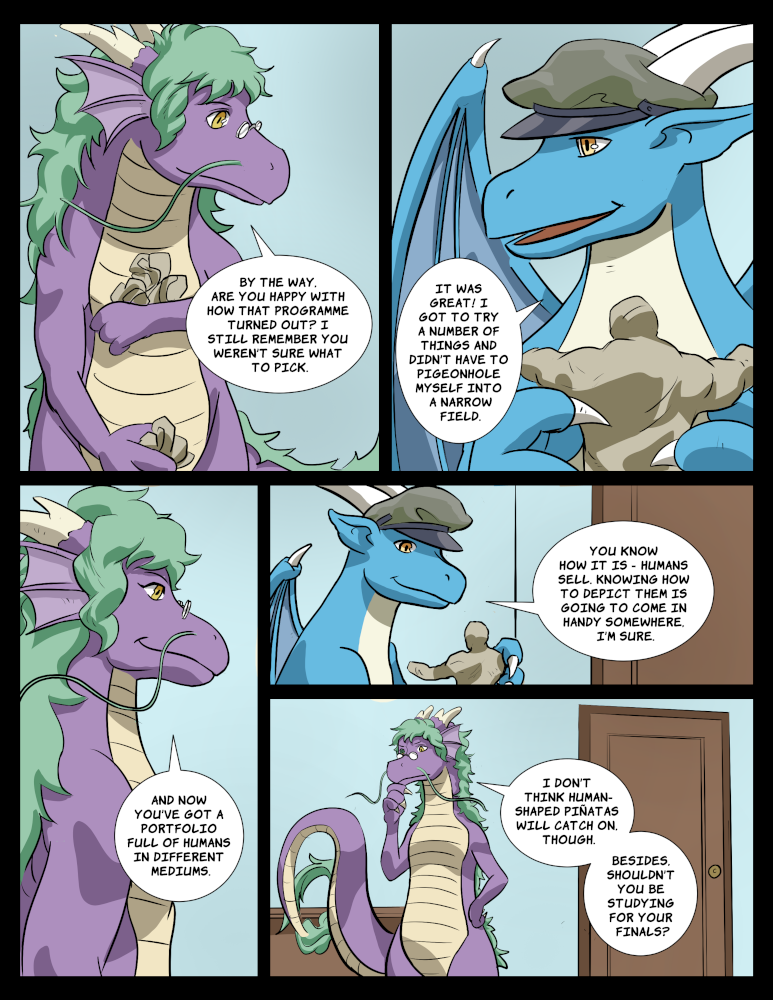 BY THE WAY.
ARE YOU HAPPY WITH
HOW THAT PROGRAMME
TURNED OUT? I
STILL REMEMBER YOU
WEREN'T SURE WHAT
TO PICK.
IT WAS
GREAT! I
GOT TO TRY
A NUMBER OF
THINGS AND
DIDN'T HAVE TO
PIGEONHOLE
MYSELF INTO
A NARROW
FIELD.
AND NOW
YOU'VE GOT A
PORTFOLIO
FULL OF HUMANS
IN DIFFERENT
MEDIUMS.
YOU KNOW
HOW IT IS - HUMANS
SELL. KNOWING HOW
TO DEPICT THEM IS
GOING TO COME IN
HANDY SOMEWHERE.
I'M SURE.
I DON'T
THINK HUMAN-
SHAPED PIÑATAS
WILL CATCH ON.
THOUGH.
BESIDES.
SHOULDN'T
YOU BE
STUDYING
FOR YOUR
FINALS?